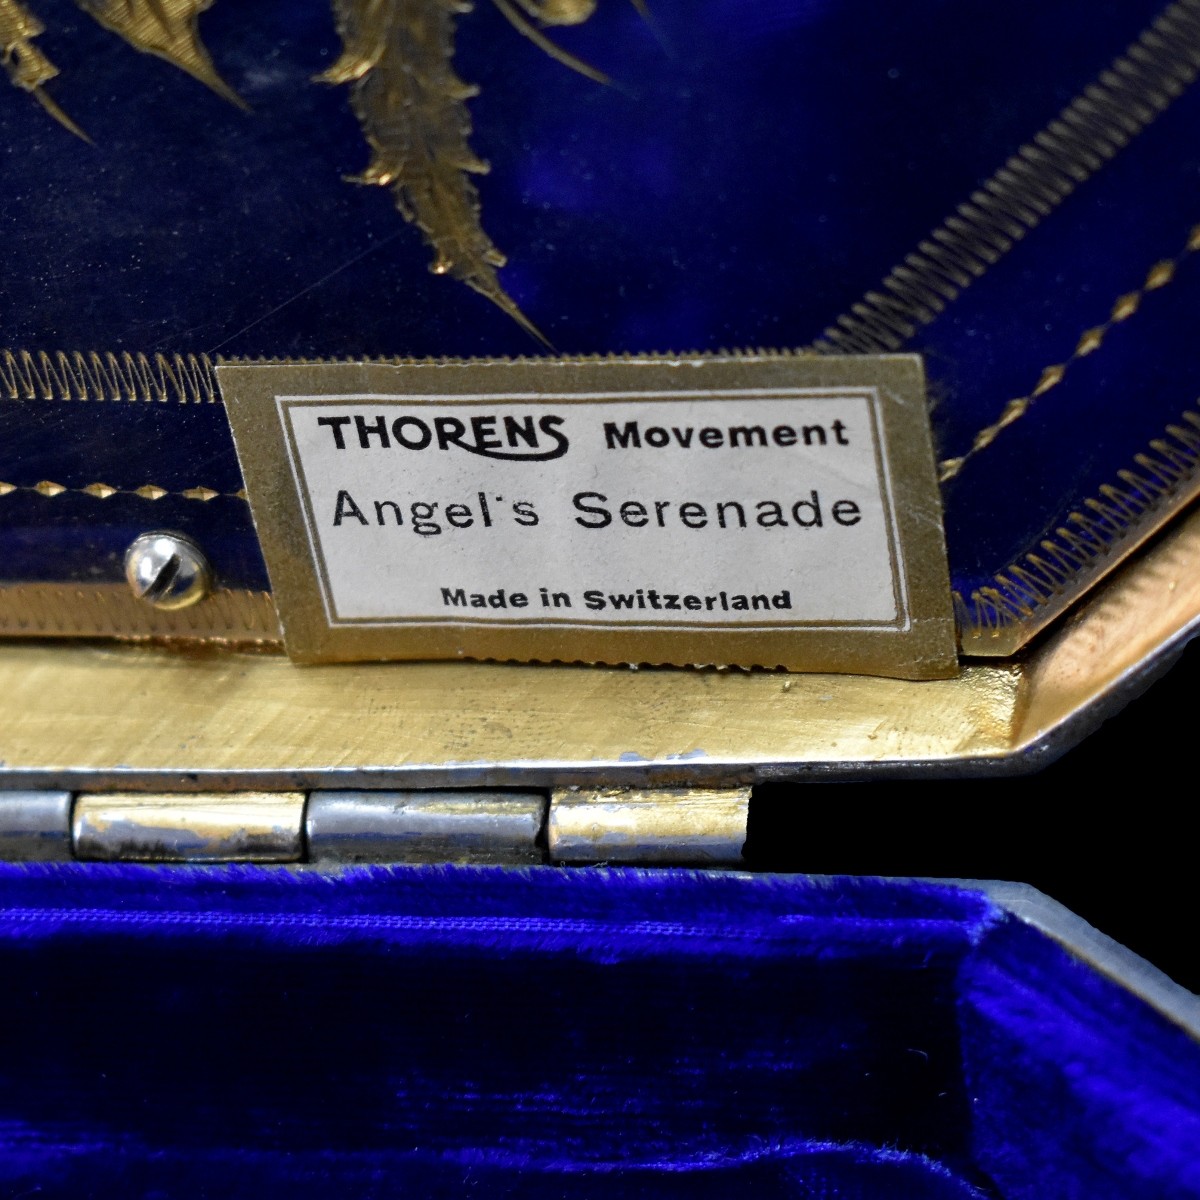 THORENS Movement
Angel's Serenade
Made in Switzerland